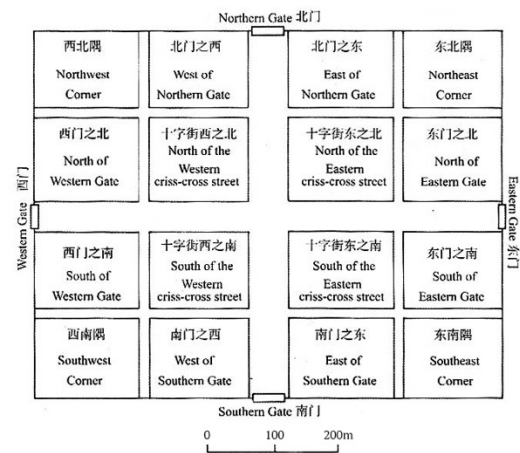 Northern Gate 北门
西北隅
Northwest
Corner
北门之西
West of
Northern Gate
北门之东
East of
Northern Gate
东北隅
Northeast
Corner
西门之北
North of
Western Gate
十字街西之北
North of the
Western
criss-cross street
十字街东之北
North of the
Eastern
criss-cross street
东门之北
North of
Eastern Gate
Western Gate 西门
Eastern Gate 东门
西门之南
South of
Western Gate
十字街西之南
South of the
Western
criss-cross street
十字街东之南
South of the
Eastern
criss-cross street
东门之南
South of
Eastern Gate
西南隅
Southwest
Corner
南门之西
West of
Southern Gate
南门之东
East of
Southern Gate
东南隅
Southeast
Corner
Southern Gate 南门
0 100 200m